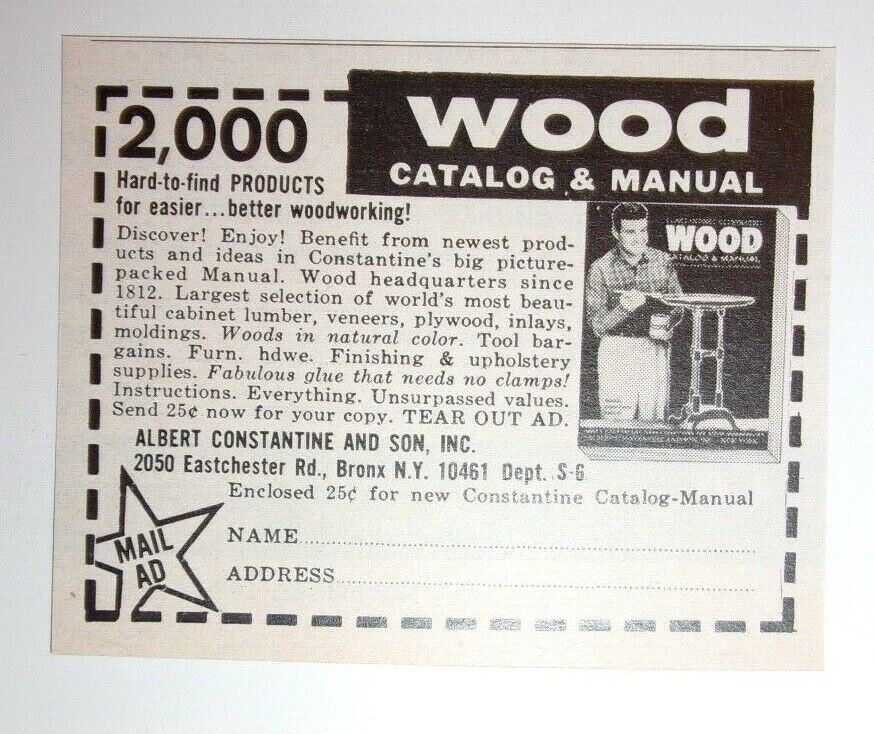 2,000
Hard-to-find PRODUCTS
for easier...better woodworking!
WOOD
CATALOG & MANUAL
Discover! Enjoy! Benefit from newest prod-
ucts and ideas in Constantine's big picture-
packed Manual. Wood headquarters since
1812. Largest selection of world's most beau-
tiful cabinet lumber, veneers, plywood, inlays,
moldings. Woods in natural color. Tool bar-
gains. Furn. hdwe. Finishing & upholstery
supplies. Fabulous glue that needs no clamps!
Instructions. Everything. Unsurpassed values.
Send 25¢ now for your copy. TEAR OUT AD.
WOOD
CATALOG & MANUAL
ALBERT CONSTANTINE AND SON, INC.
2050 Eastchester Rd., Bronx N.Y. 10461 Dept. S-6
Enclosed 25¢ for new Constantine Catalog-Manual
MAIL
AD
NAME
ADDRESS